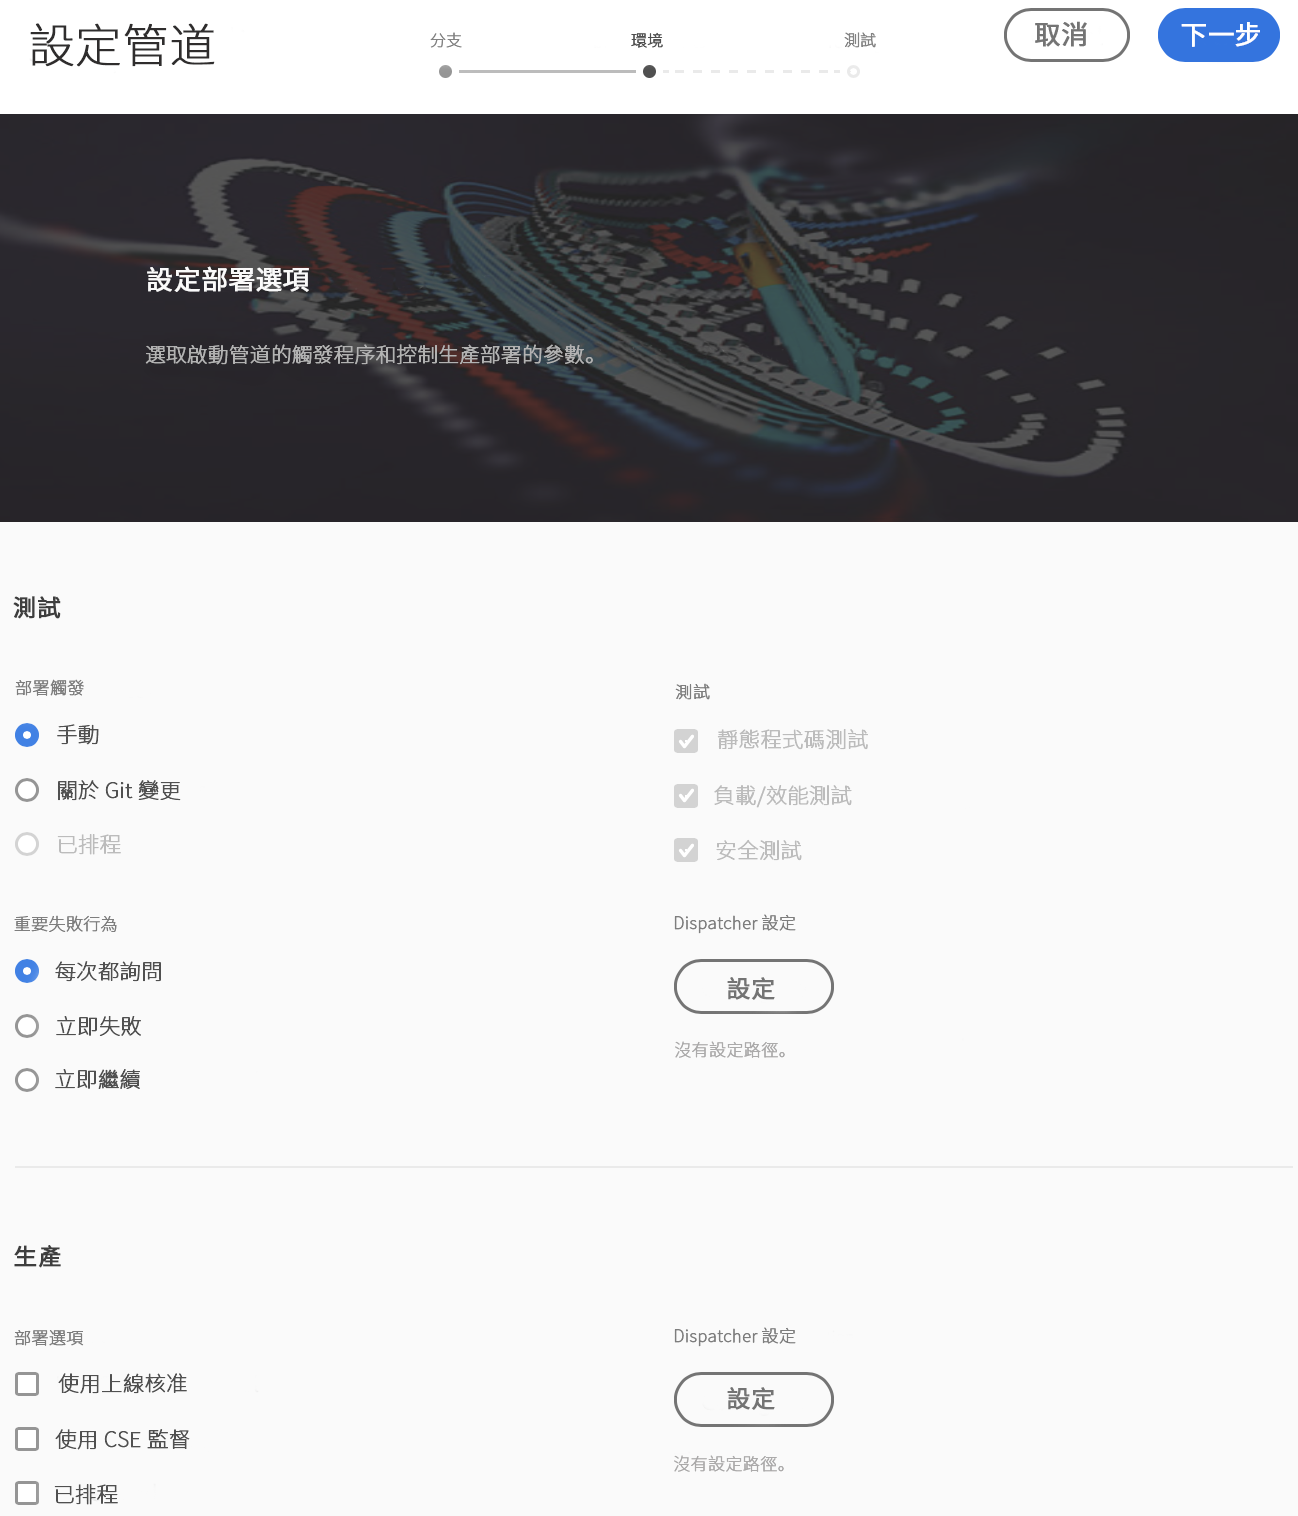 設定管道
分支
環境
測試
取消
下一步
設定部署選項
選取啟動管道的觸發程序和控制生產部署的參數。
測試
部署觸發
手動
關於 Git 變更
已排程
測試
靜態程式碼測試
負載/效能測試
安全測試
重要失敗行為
每次都詢問
立即失敗
立即繼續
Dispatcher 設定
設定
沒有設定路徑。
生產
部署選項
使用上線核准
使用 CSE 監督
已排程
Dispatcher 設定
設定
沒有設定路徑。